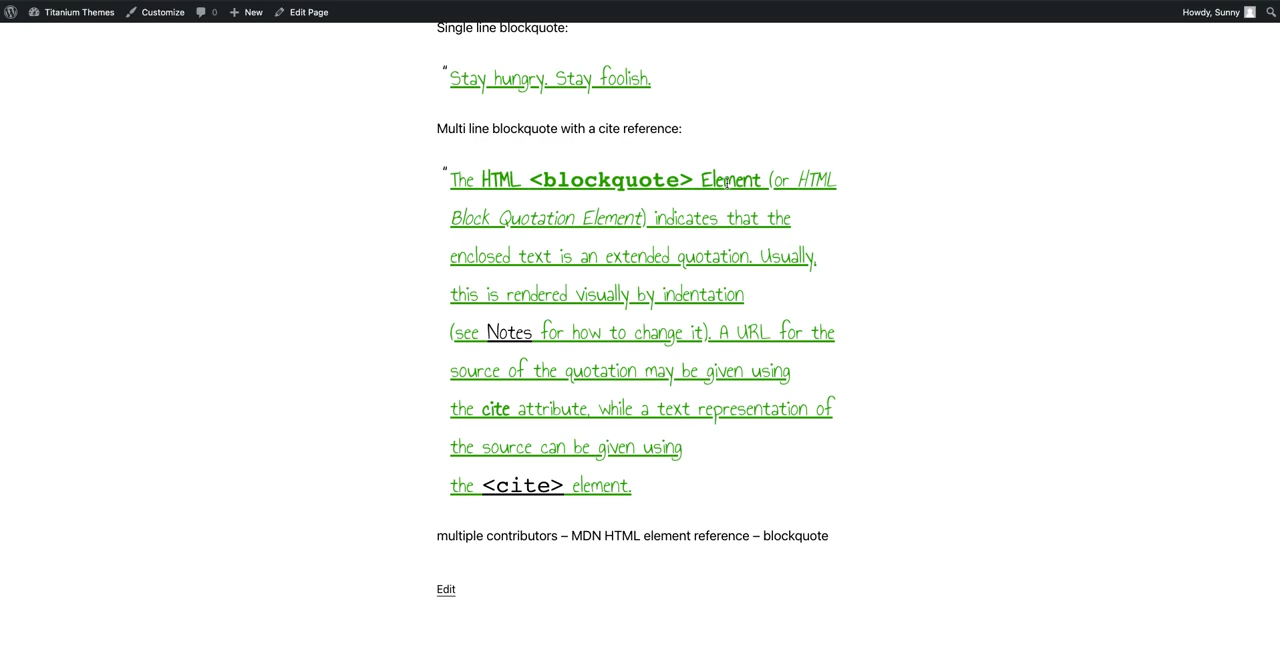 Titanium Themes Customize 0 New Edit Page Howdy, Sunny
Single line blockquote:
“
Stay hungry. Stay foolish.
Multi line blockquote with a cite reference:
“
The HTML <blockquote> Element (or HTML
Block Quotation Element) indicates that the
enclosed text is an extended quotation. Usually,
this is rendered visually by indentation
(see Notes for how to change it). A URL for the
source of the quotation may be given using
the cite attribute, while a text representation of
the source can be given using
the <cite> element.
multiple contributors – MDN HTML element reference – blockquote
Edit